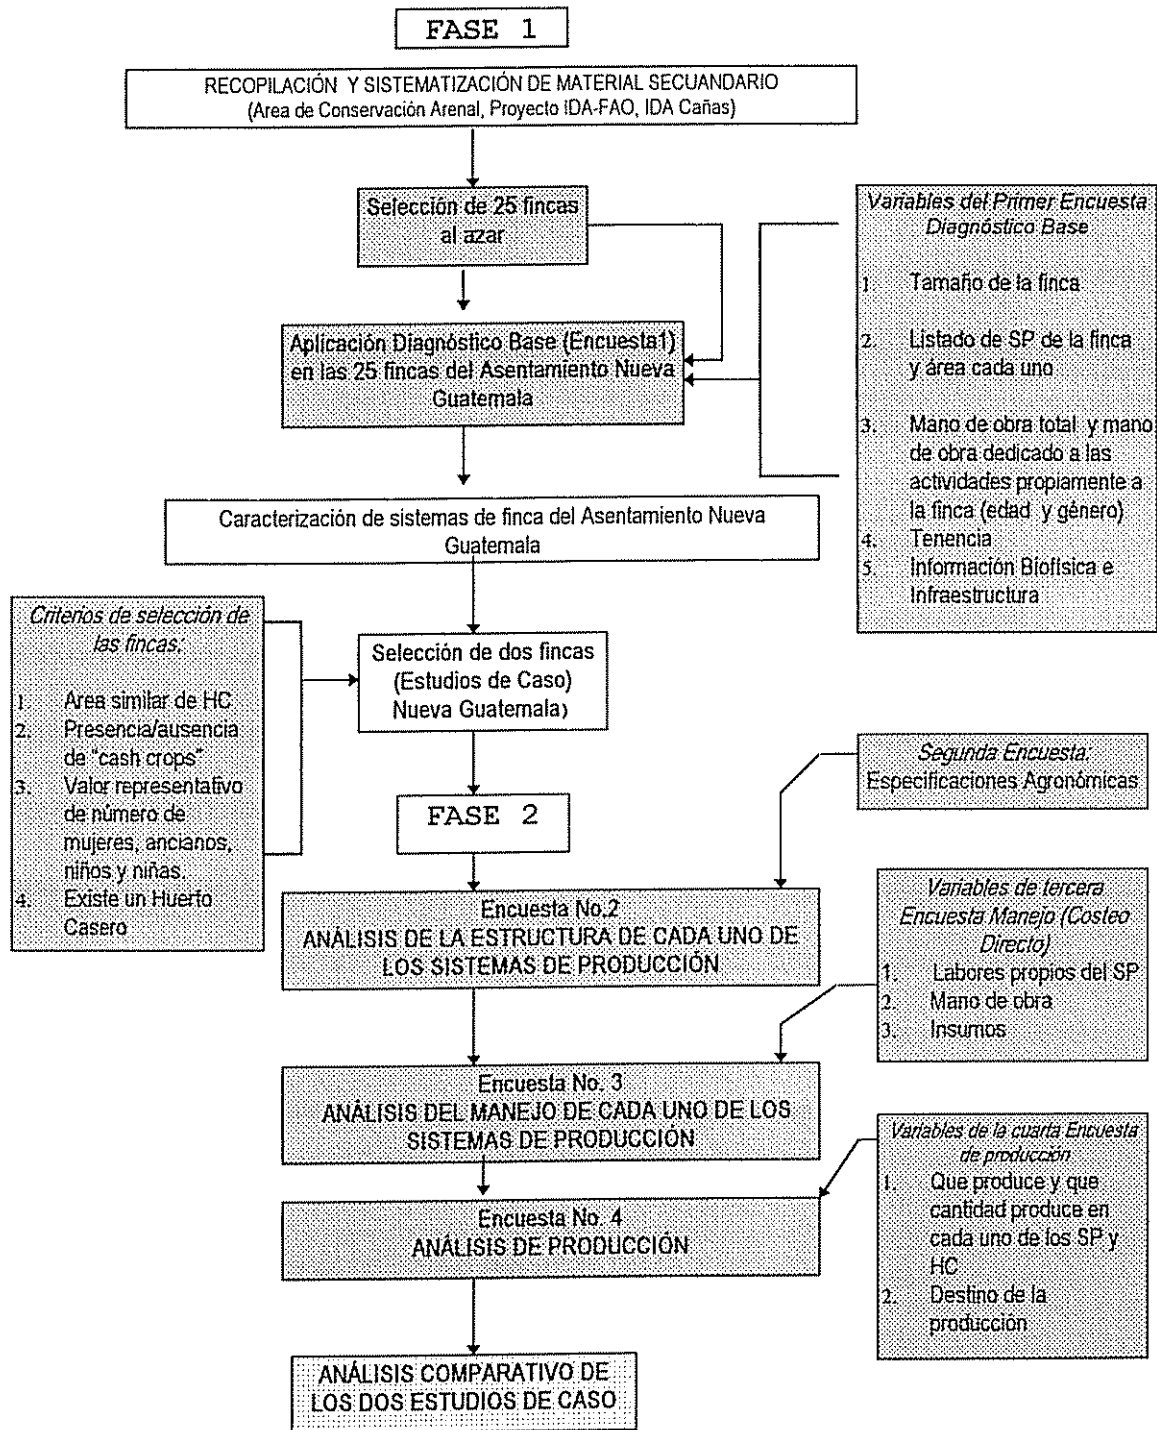 FASE 1
RECOPILACIÓN Y SISTEMATIZACIÓN DE MATERIAL SECUANDARIO
(Area de Conservación Arenal, Proyecto IDA-FAO, IDA Cañas)
Selección de 25 fincas
al azar
Variables del Primer Encuesta
Diagnóstico Base
1 Tamaño de la finca
2. Listado de SP de la finca
y área cada uno
3. Mano de obra total y mano
de obra dedicado a las
actividades propiamente a
la finca (edad y género)
4. Tenencia
5. Información Biofísica e
Infraestructura
Aplicación Diagnóstico Base (Encuesta1)
en las 25 fincas del Asentamiento Nueva
Guatemala
Caracterización de sistemas de finca del Asentamiento Nueva
Guatemala
Criterios de selección de
las fincas:
1. Area similar de HC
2. Presencia/ausencia
de "cash crops"
3. Valor representativo
de número de
mujeres, ancianos,
niños y niñas.
4. Existe un Huerto
Casero
Selección de dos fincas
(Estudios de Caso)
Nueva Guatemala)
FASE 2
Segunda Encuesta:
Especificaciones Agronómicas
Encuesta No.2
ANÁLISIS DE LA ESTRUCTURA DE CADA UNO DE
LOS SISTEMAS DE PRODUCCIÓN
Variables de tercera
Encuesta Manejo (Costeo
Directo)
1. Labores propios del SP
2. Mano de obra
3. Insumos
Encuesta No. 3
ANÁLISIS DEL MANEJO DE CADA UNO DE LOS
SISTEMAS DE PRODUCCIÓN
Variables de la cuarta Encuesta
de producción
1. Que produce y que
cantidad produce en
cada uno de los SP y
HC
2. Destino de la
producción
Encuesta No. 4
ANÁLISIS DE PRODUCCIÓN
ANÁLISIS COMPARATIVO DE
LOS DOS ESTUDIOS DE CASO